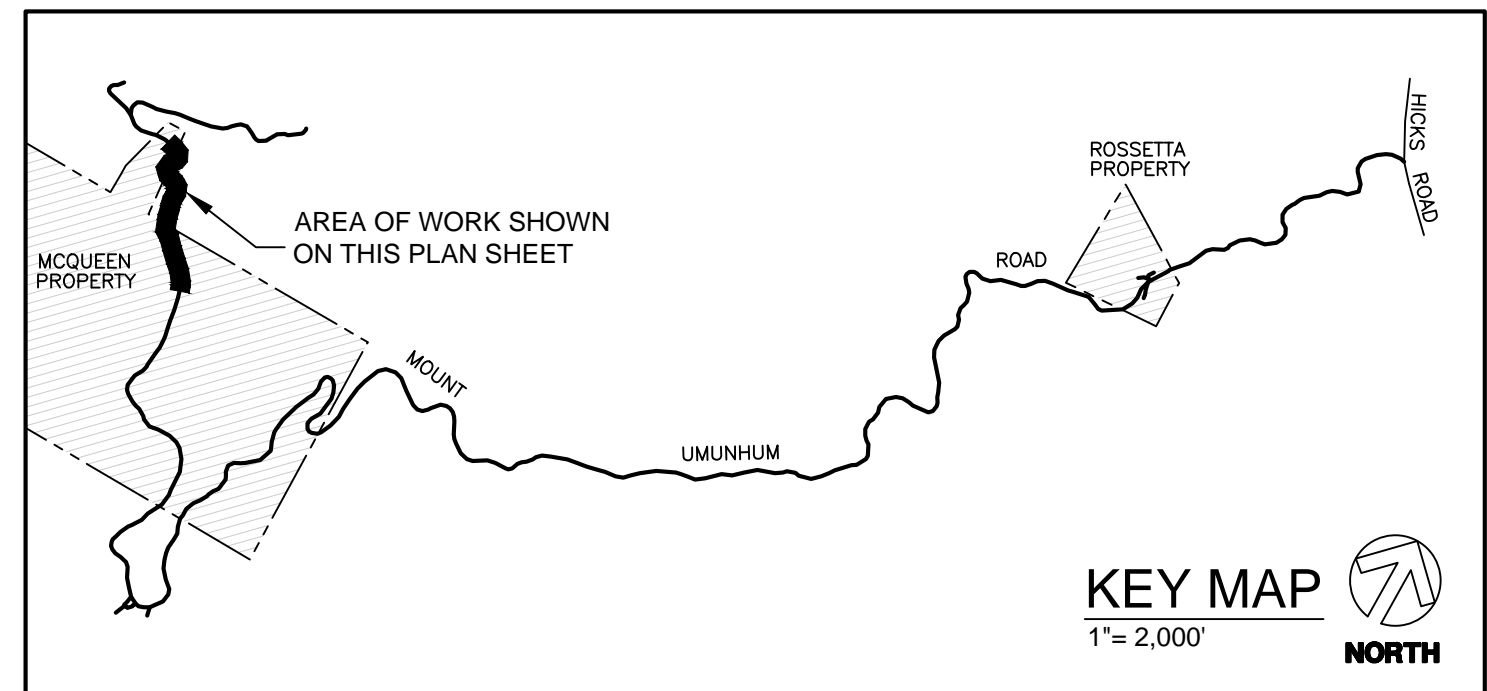 HICKS
ROAD
ROSSETTA
PROPERTY
AREA OF WORK SHOWN
ON THIS PLAN SHEET
MCQUEEN
PROPERTY
ROAD
MOUNT
UMUNHUM
KEY MAP
1"= 2,000'
NORTH